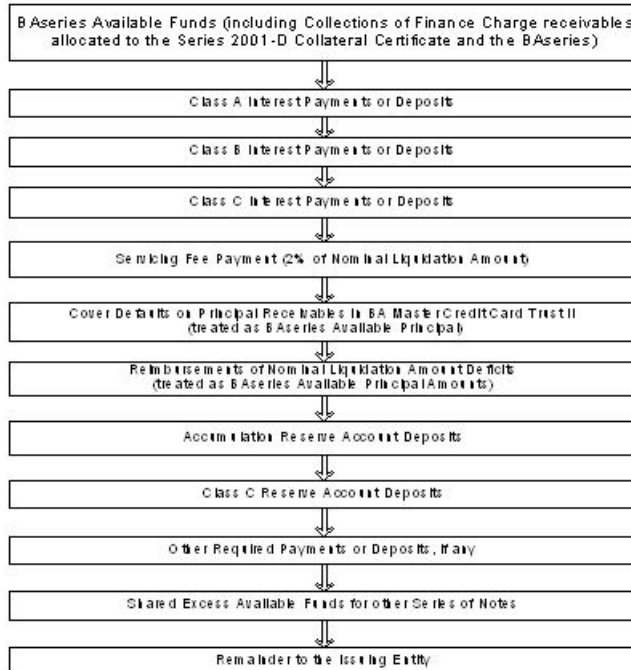 BAseries Available Funds (including Collections of Finance Charge receivables
allocated to the Series 2001-D Collateral Certificate and the BAseries)
Class A Interest Payments or Deposits
Class B Interest Payments or Deposits
Class C Interest Payments or Deposits
Servicing Fee Payment (2% of Nominal Liquidation Amount)
Cover Defaults on Principal Receivables in BA Master Credit Card Trust II
(treated as BAseries Available Principal)
Reimbursements of Nominal Liquidation Amount Deficits
(treated as BAseries Available Principal Amounts)
Accumulation Reserve Account Deposits
Class C Reserve Account Deposits
Other Required Payments or Deposits, if any
Shared Excess Available Funds for other Series of Notes
Remainder to the Issuing Entity